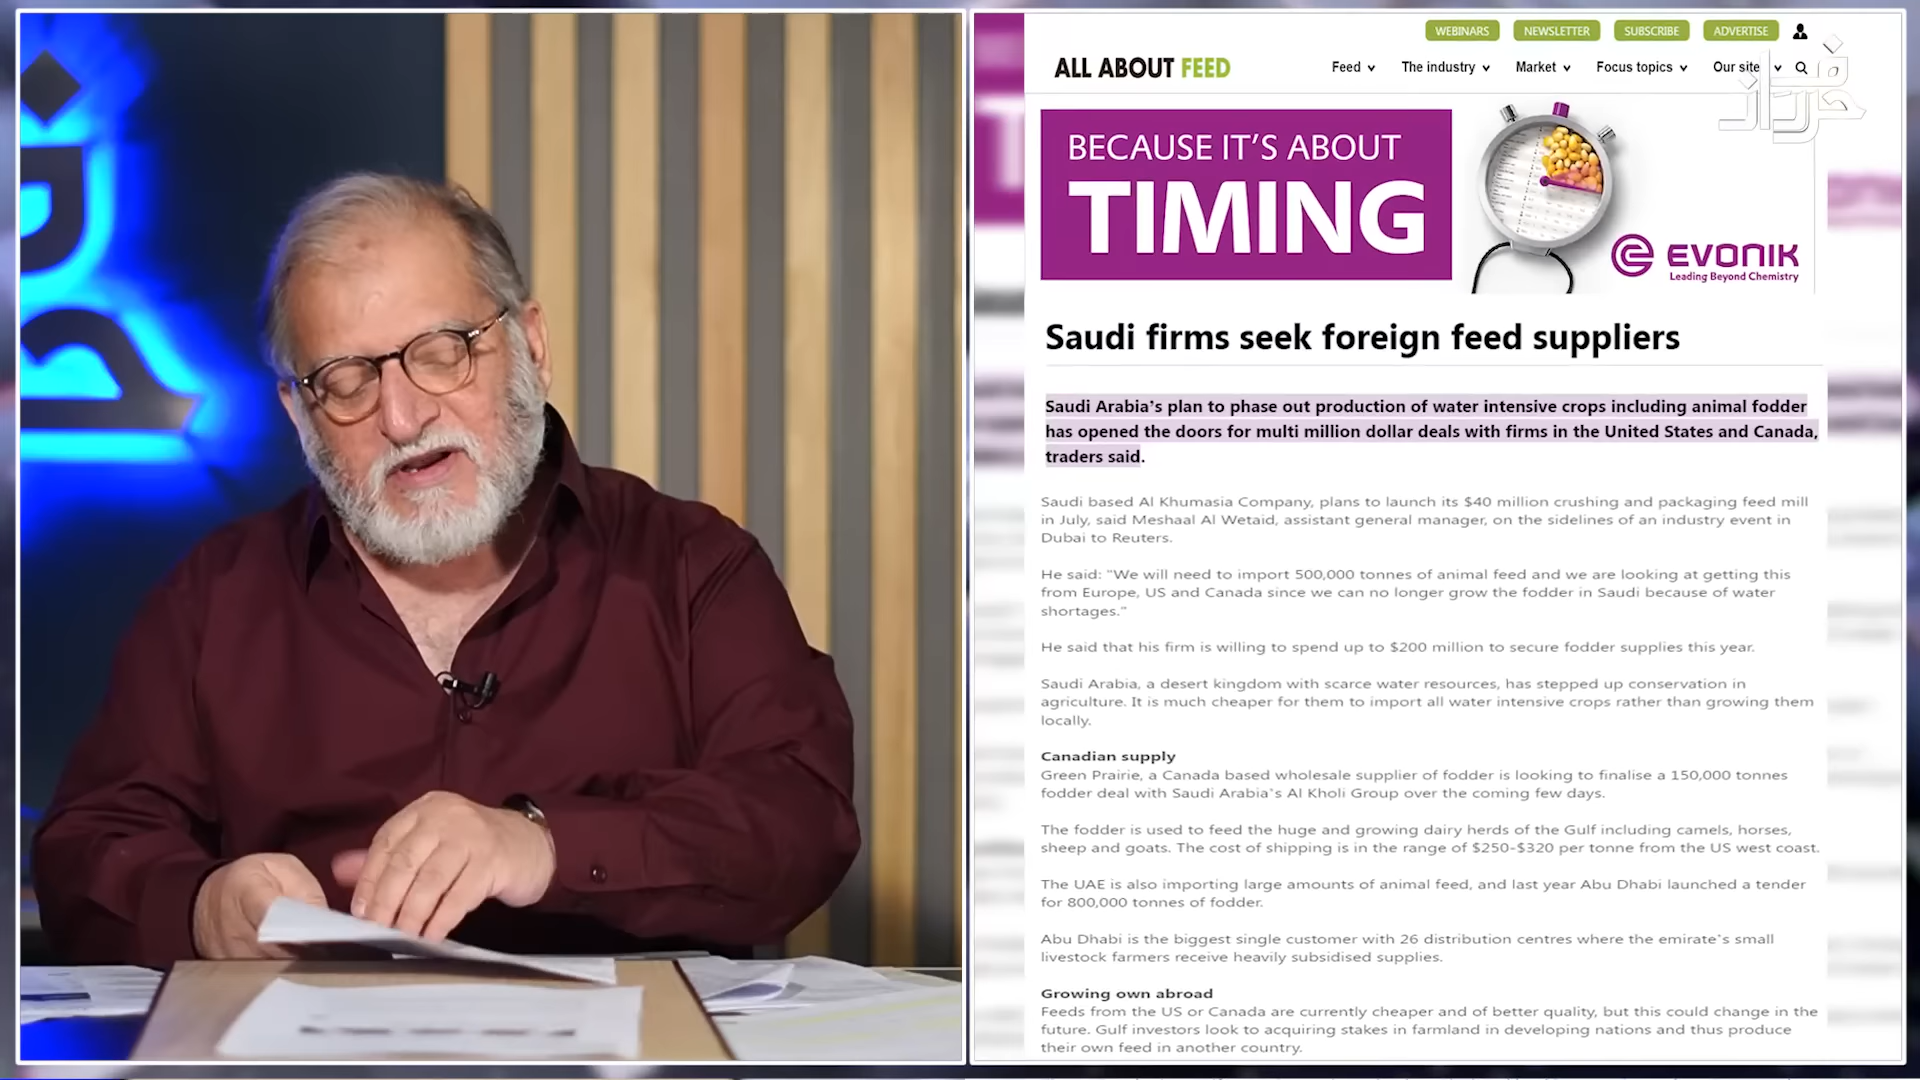 WEBINARS NEWSLETTER SUBSCRIBE ADVERTISE
ALL ABOUT FEED Feed The industry Market Focus topics Our site
BECAUSE IT'S ABOUT
TIMING
EVONIK
Leading Beyond Chemistry
Saudi firms seek foreign feed suppliers
Saudi Arabia's plan to phase out production of water intensive crops including animal fodder
has opened the doors for multi million dollar deals with firms in the United States and Canada,
traders said.
Saudi based Al Khumasia Company, plans to launch its $40 million crushing and packaging feed mill
in July, said Meshaal Al Wetaid, assistant general manager, on the sidelines of an industry event in
Dubai to Reuters.
He said: "We will need to import 500,000 tonnes of animal feed and we are looking at getting this
from Europe, US and Canada since we can no longer grow the fodder in Saudi because of water
shortages."
He said that his firm is willing to spend up to $200 million to secure fodder supplies this year.
Saudi Arabia, a desert kingdom with scarce water resources, has stepped up conservation in
agriculture. It is much cheaper for them to import all water intensive crops rather than growing them
locally.
Canadian supply
Green Prairie, a Canada based wholesale supplier of fodder is looking to finalise a 150,000 tonnes
fodder deal with Saudi Arabia's Al Kholi Group over the coming few days.
The fodder is used to feed the huge and growing dairy herds of the Gulf including camels, horses,
sheep and goats. The cost of shipping is in the range of $250-$320 per tonne from the US west coast.
The UAE is also importing large amounts of animal feed, and last year Abu Dhabi launched a tender
for 800,000 tonnes of fodder.
Abu Dhabi is the biggest single customer with 26 distribution centres where the emirate's small
livestock farmers receive heavily subsidised supplies.
Growing own abroad
Feeds from the US or Canada are currently cheaper and of better quality, but this could change in the
future. Gulf investors look to acquiring stakes in farmland in developing nations and thus produce
their own feed in another country.